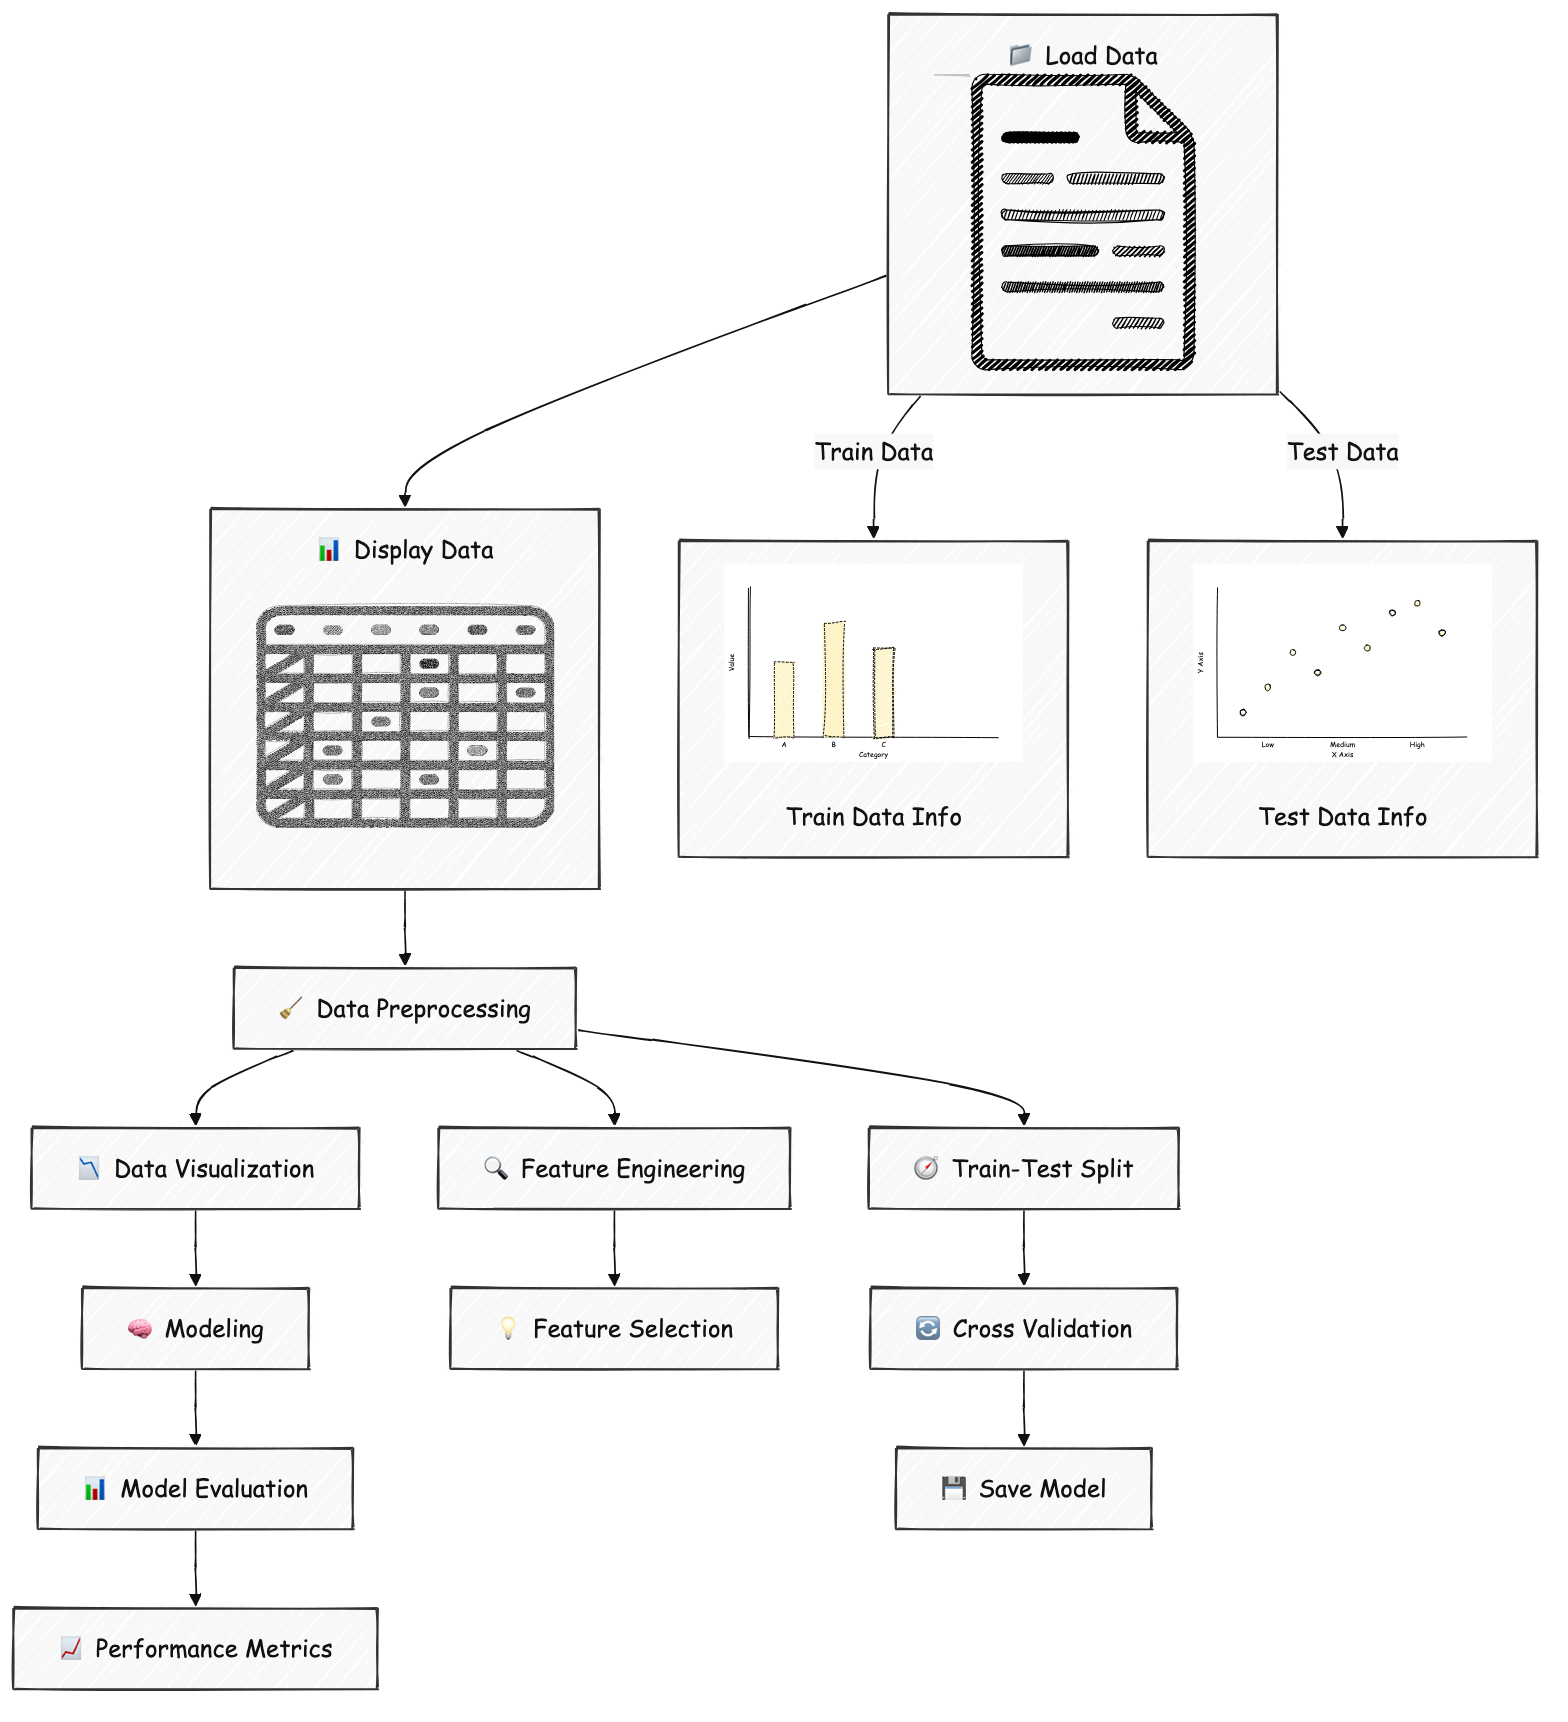 Load Data
Train Data
Test Data
Display Data
Value
A B C
Category
Train Data Info
Y Axis
Low Medium High
X Axis
Test Data Info
Data Preprocessing
Data Visualization
Feature Engineering
Train-Test Split
Modeling
Feature Selection
Cross Validation
Model Evaluation
Save Model
Performance Metrics